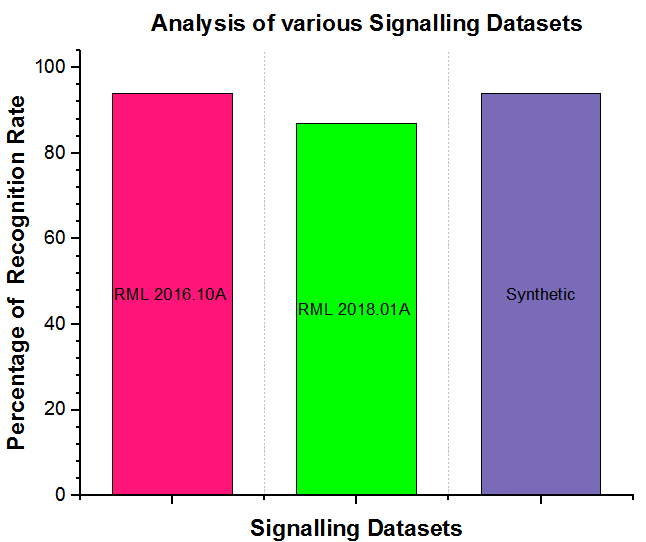 Analysis of various Signalling Datasets
Percentage of Recognition Rate
100
80
60
40
20
0
RML 2016.10A
RML 2018.01A
Synthetic
Signalling Datasets